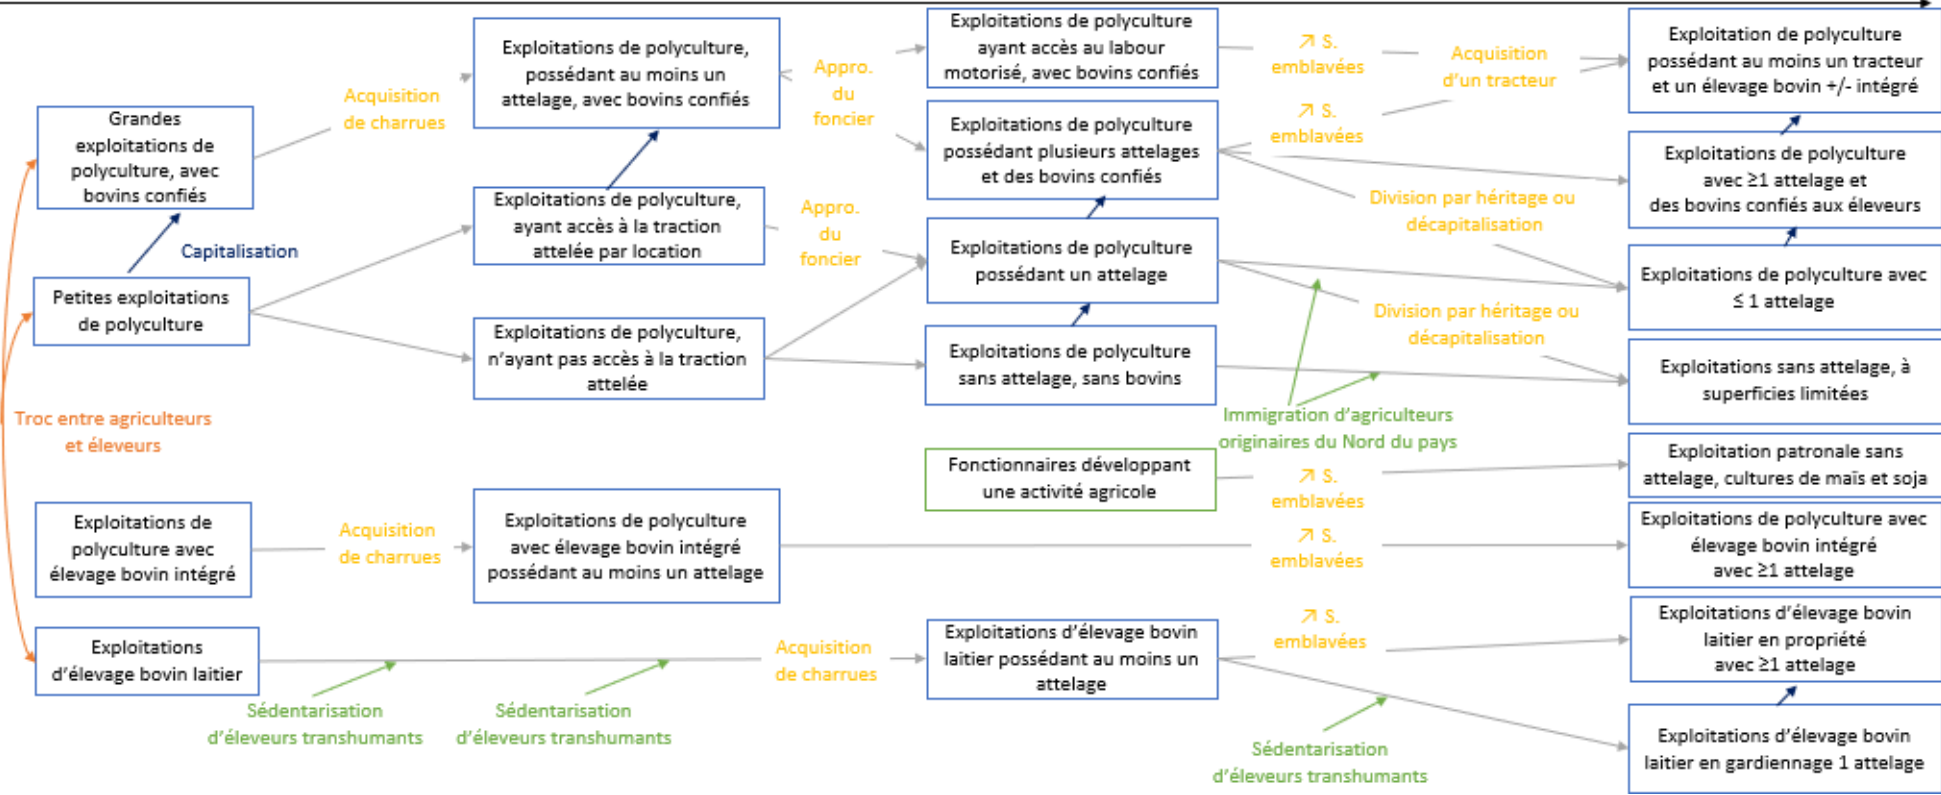 Grandes
exploitations de
polyculture, avec
bovins confiés
Capitalisation
Petites exploitations
de polyculture
Troc entre agriculteurs
et éleveurs
Exploitations de
polyculture avec
élevage bovin intégré
Exploitations
d'élevage bovin laitier
Acquisition
de charrues
Acquisition
de charrues
Sédentarisation
d'éleveurs transhumants
Sédentarisation
d'éleveurs transhumants
Exploitations de polyculture,
possédant au moins un
attelage, avec bovins confiés
Exploitations de polyculture,
ayant accès à la traction
attelée par location
Exploitations de polyculture,
n'ayant pas accès à la traction
attelée
Exploitations de polyculture
avec élevage bovin intégré
possédant au moins un attelage
Appro.
du
foncier
Appro.
du
foncier
Acquisition
de charrues
Exploitations de polyculture
ayant accès au labour
motorisé, avec bovins confiés
Exploitations de polyculture
possédant plusieurs attelages
et des bovins confiés
Exploitations de polyculture
possédant un attelage
Exploitations de polyculture
sans attelage, sans bovins
Fonctionnaires développant
une activité agricole
Exploitations d'élevage bovin
laitier possédant au moins un
attelage
↗ S.
emblavées
Acquisition
d'un tracteur
↗ S.
emblavées
Division par héritage ou
décapitalisation
Division par héritage ou
décapitalisation
Immigration d'agriculteurs
originaires du Nord du pays
↗ S.
emblavées
↗ S.
emblavées
↗ S.
emblavées
Sédentarisation
d'éleveurs transhumants
Exploitation de polyculture
possédant au moins un tracteur
et un élevage bovin +/- intégré
Exploitations de polyculture
avec ≥1 attelage et
des bovins confiés aux éleveurs
Exploitations de polyculture avec
≤ 1 attelage
Exploitations sans attelage, à
superficies limitées
Exploitation patronale sans
attelage, cultures de maïs et soja
Exploitations de polyculture avec
élevage bovin intégré
avec ≥1 attelage
Exploitations d'élevage bovin
laitier en propriété
avec ≥1 attelage
Exploitations d'élevage bovin
laitier en gardiennage 1 attelage